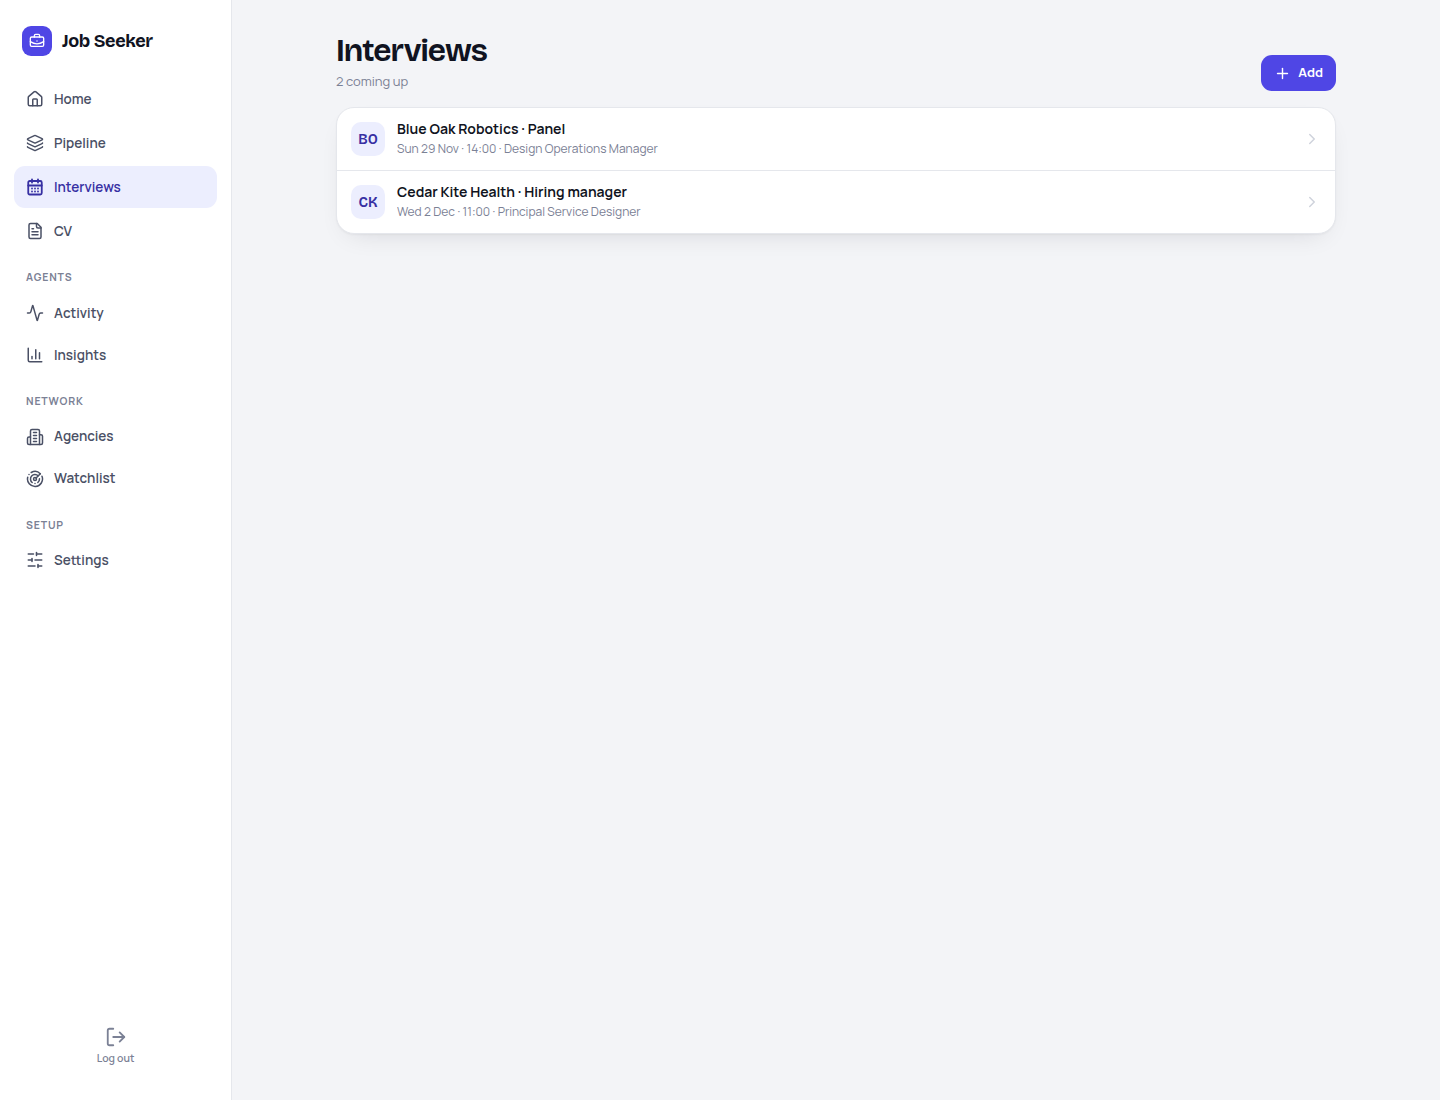 Job Seeker
Home
Pipeline
Interviews
CV
AGENTS
Activity
Insights
NETWORK
Agencies
Watchlist
SETUP
Settings
Log out
Interviews
2 coming up
Add
BO
Blue Oak Robotics · Panel
Sun 29 Nov · 14:00 · Design Operations Manager
CK
Cedar Kite Health · Hiring manager
Wed 2 Dec · 11:00 · Principal Service Designer